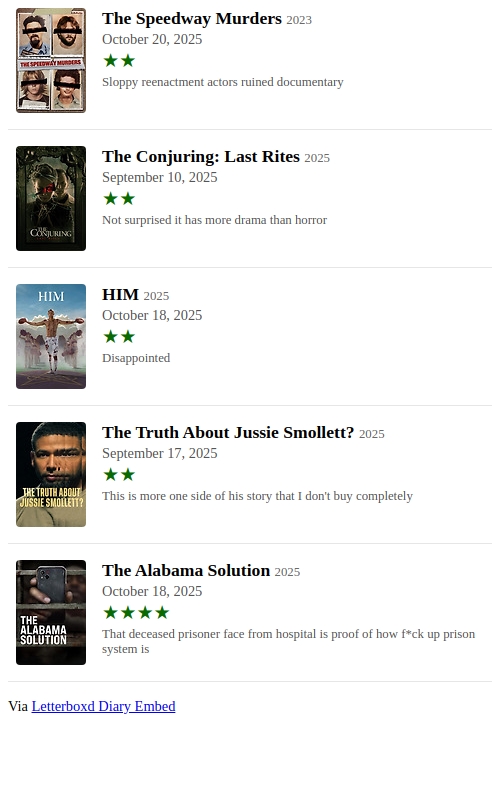 The Speedway Murders 2023
October 20, 2025
★★
Sloppy reenactment actors ruined documentary
THE SPEEDWAY MURDERS
The Conjuring: Last Rites 2025
September 10, 2025
★★
Not surprised it has more drama than horror
THE CONJURING
HIM 2025
October 18, 2025
★★
Disappointed
HIM
The Truth About Jussie Smollett? 2025
September 17, 2025
★★
This is more one side of his story that I don't buy completely
THE TRUTH ABOUT
JUSSIE SMOLLETT?
The Alabama Solution 2025
October 18, 2025
★★★★
That deceased prisoner face from hospital is proof of how f*ck up prison
system is
THE
ALABAMA
SOLUTION
Via Letterboxd Diary Embed